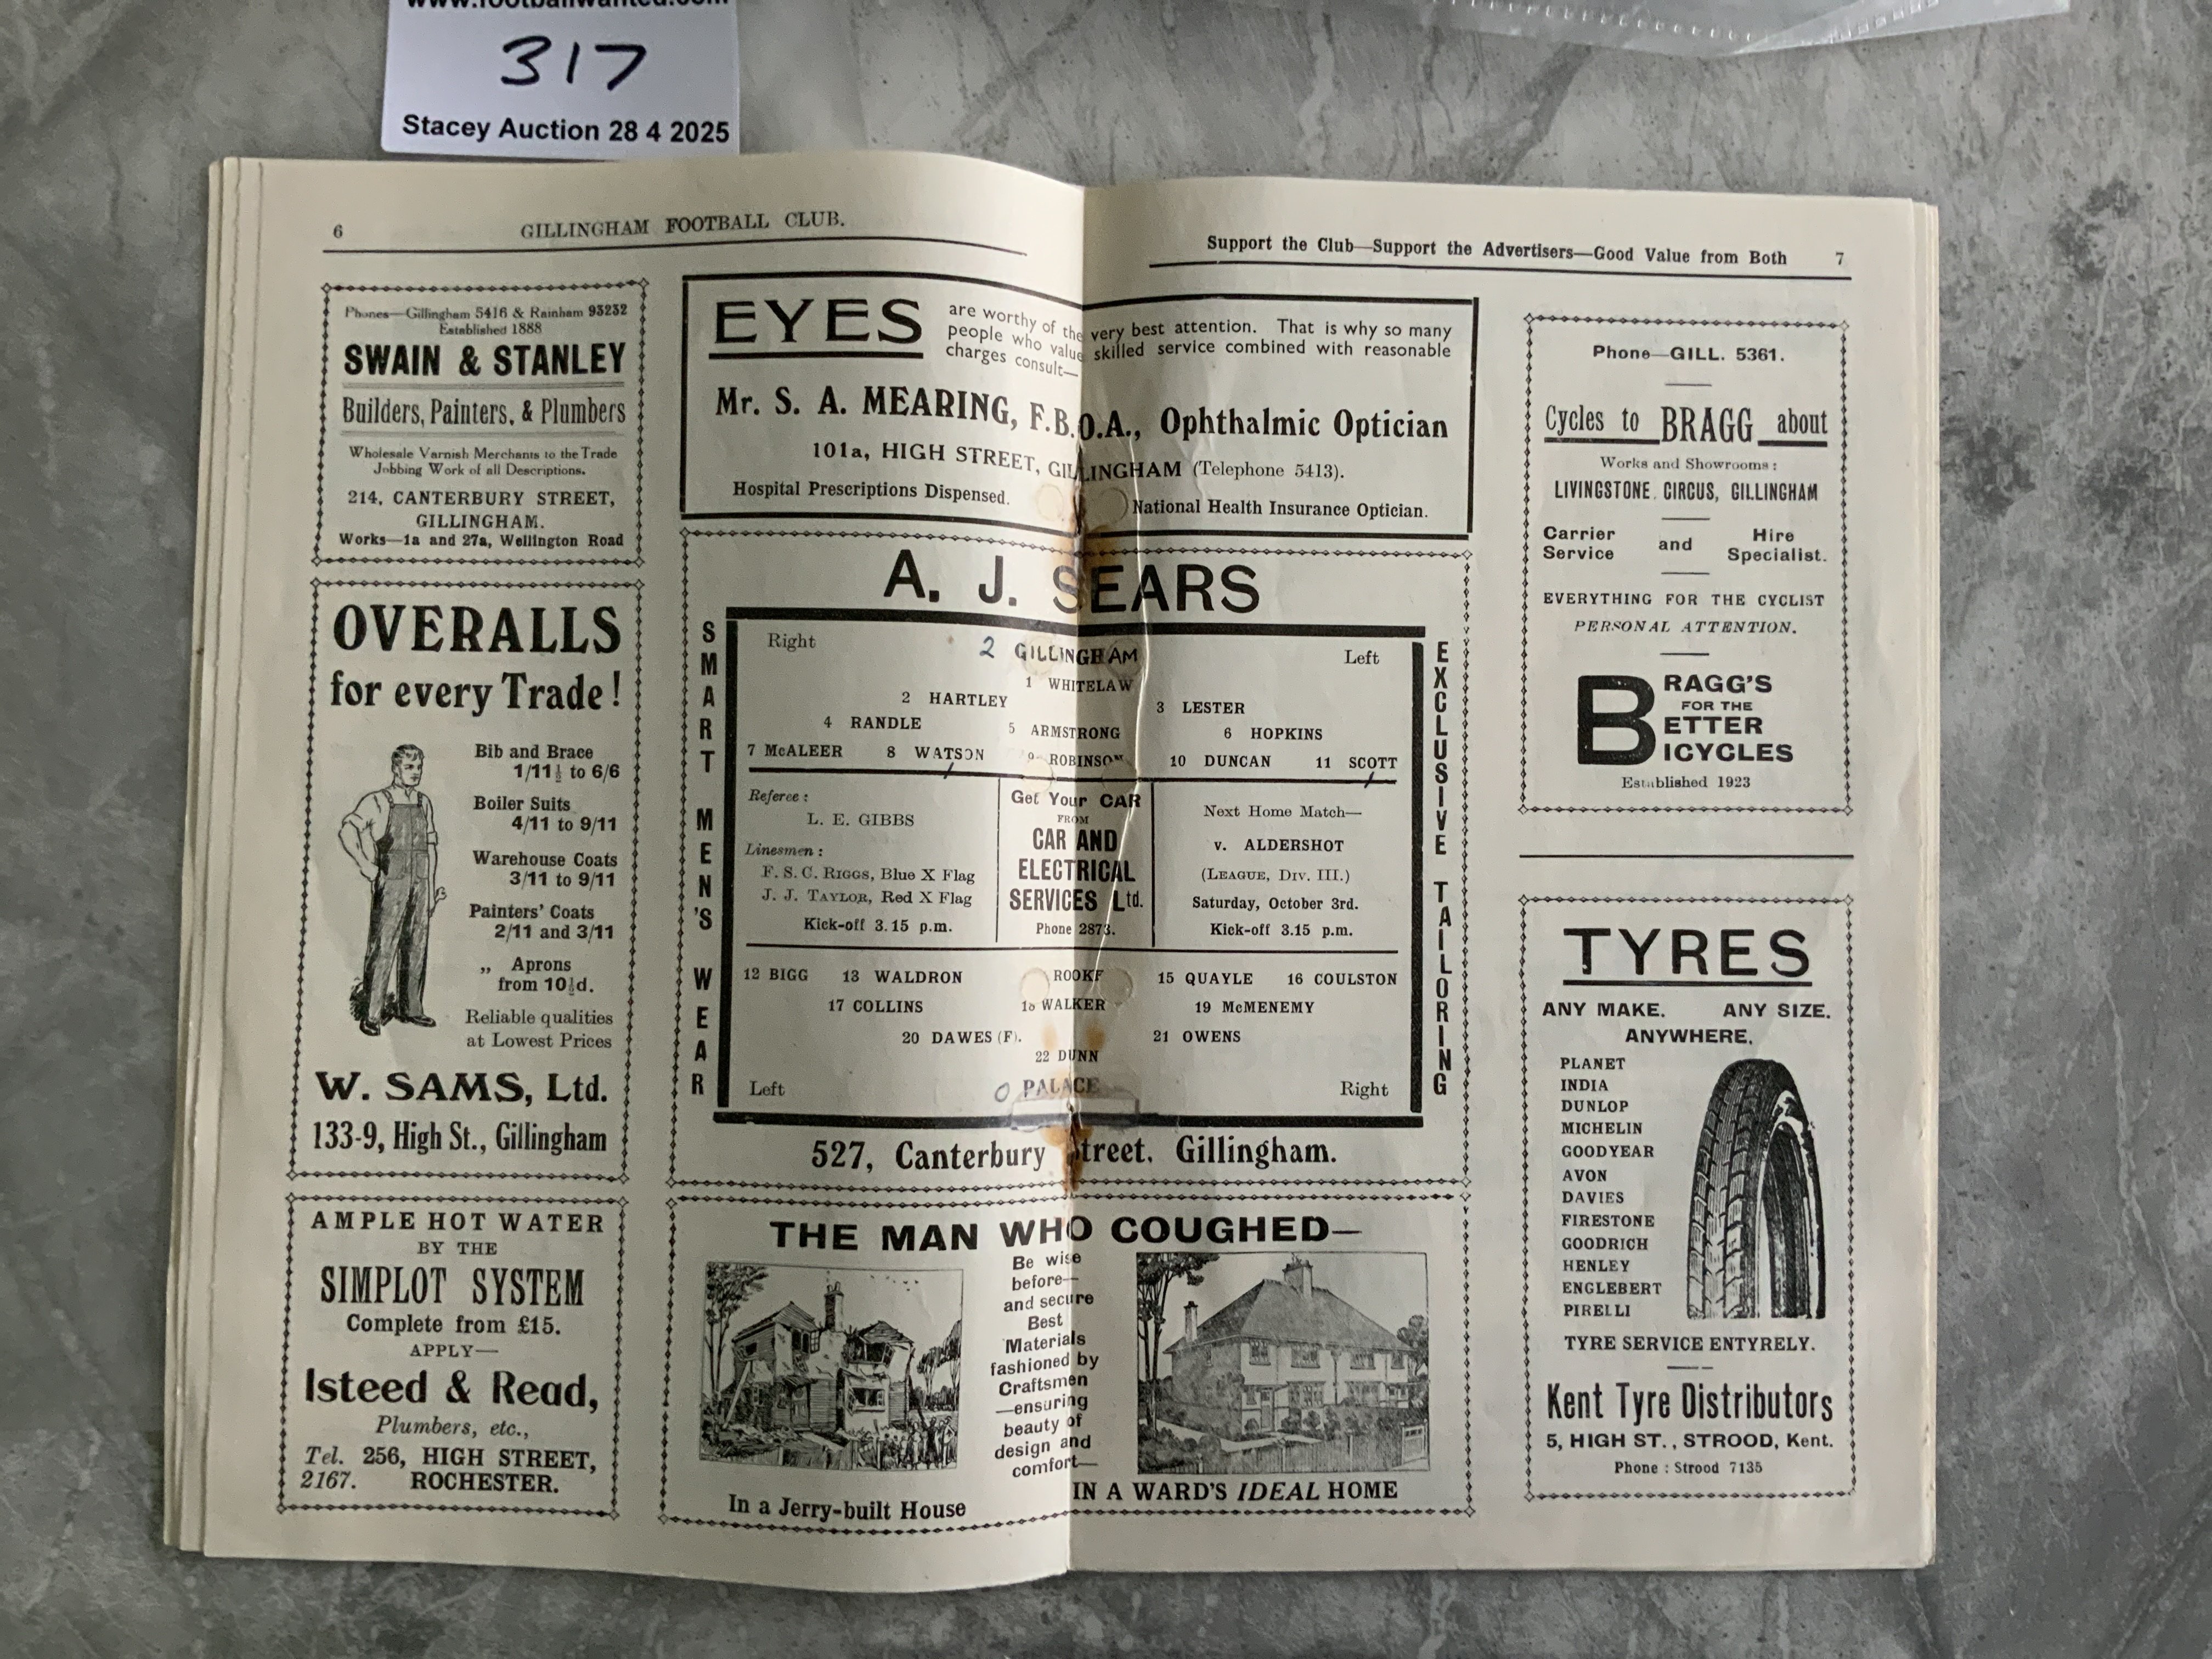 www.footballwanted.com
317
Stacey Auction 28 4 2025
6
GILLINGHAM FOOTBALL CLUB.
Phones—Gillingham 5416 & Rainham 93232
Established 1888
SWAIN & STANLEY
Builders, Painters, & Plumbers
Wholesale Varnish Merchants to the Trade
Jobbing Work of all Descriptions.
214, CANTERBURY STREET,
GILLINGHAM.
Works—1a and 27a, Wellington Road
OVERALLS
for every Trade!
Bib and Brace
1/11½ to 6/6
Boiler Suits
4/11 to 9/11
Warehouse Coats
3/11 to 9/11
Painters' Coats
2/11 and 3/11
„ Aprons
from 10½d.
Reliable qualities
at Lowest Prices
W. SAMS, Ltd.
133-9, High St., Gillingham
AMPLE HOT WATER
BY THE
SIMPLOT SYSTEM
Complete from £15.
APPLY—
Isteed & Read,
Plumbers, etc.,
Tel. 256, HIGH STREET,
2167. ROCHESTER.
EYES
are worthy of the very best attention. That is why so many
people who value skilled service combined with reasonable
charges consult—
Mr. S. A. MEARING, F.B.O.A., Ophthalmic Optician
101a, HIGH STREET, GILLINGHAM (Telephone 5413).
Hospital Prescriptions Dispensed. National Health Insurance Optician.
A. J. SEARS
SMART MEN'S WEAR
Right 2 GILLINGHAM Left
1 WHITELAW
2 HARTLEY 3 LESTER
4 RANDLE 5 ARMSTRONG 6 HOPKINS
7 McALEER 8 WATSON 9 ROBINSON 10 DUNCAN 11 SCOTT
Referee:
L. E. GIBBS
Linesmen:
F. S. C. RIGGS, Blue X Flag
J. J. TAYLOR, Red X Flag
Kick-off 3.15 p.m.
Get Your CAR
FROM
CAR AND
ELECTRICAL
SERVICES Ltd.
Phone 2873.
Next Home Match—
v. ALDERSHOT
(LEAGUE, DIV. III.)
Saturday, October 3rd.
Kick-off 3.15 p.m.
12 BIGG 13 WALDRON ROOKE 15 QUAYLE 16 COULSTON
17 COLLINS 18 WALKER 19 McMENEMY
20 DAWES (F). 21 OWENS
22 DUNN
Left 0 PALACE Right
EXCLUSIVE TAILORING
527, Canterbury Street, Gillingham.
THE MAN WHO COUGHED—
Be wise
before—
and secure
Best
Materials
fashioned by
Craftsmen
—ensuring
beauty of
design and
comfort—
In a Jerry-built House
IN A WARD'S IDEAL HOME
Support the Club—Support the Advertisers—Good Value from Both
7
Phone—GILL. 5361.
Cycles to BRAGG about
Works and Showrooms:
LIVINGSTONE CIRCUS, GILLINGHAM
Carrier Service and Hire Specialist.
EVERYTHING FOR THE CYCLIST
PERSONAL ATTENTION.
BRAGG'S
FOR THE
ETTER
ICYCLES
Established 1923
TYRES
ANY MAKE. ANY SIZE.
ANYWHERE.
PLANET
INDIA
DUNLOP
MICHELIN
GOODYEAR
AVON
DAVIES
FIRESTONE
GOODRICH
HENLEY
ENGLEBERT
PIRELLI
TYRE SERVICE ENTYRELY.
Kent Tyre Distributors
5, HIGH ST., STROOD, Kent.
Phone : Strood 7135